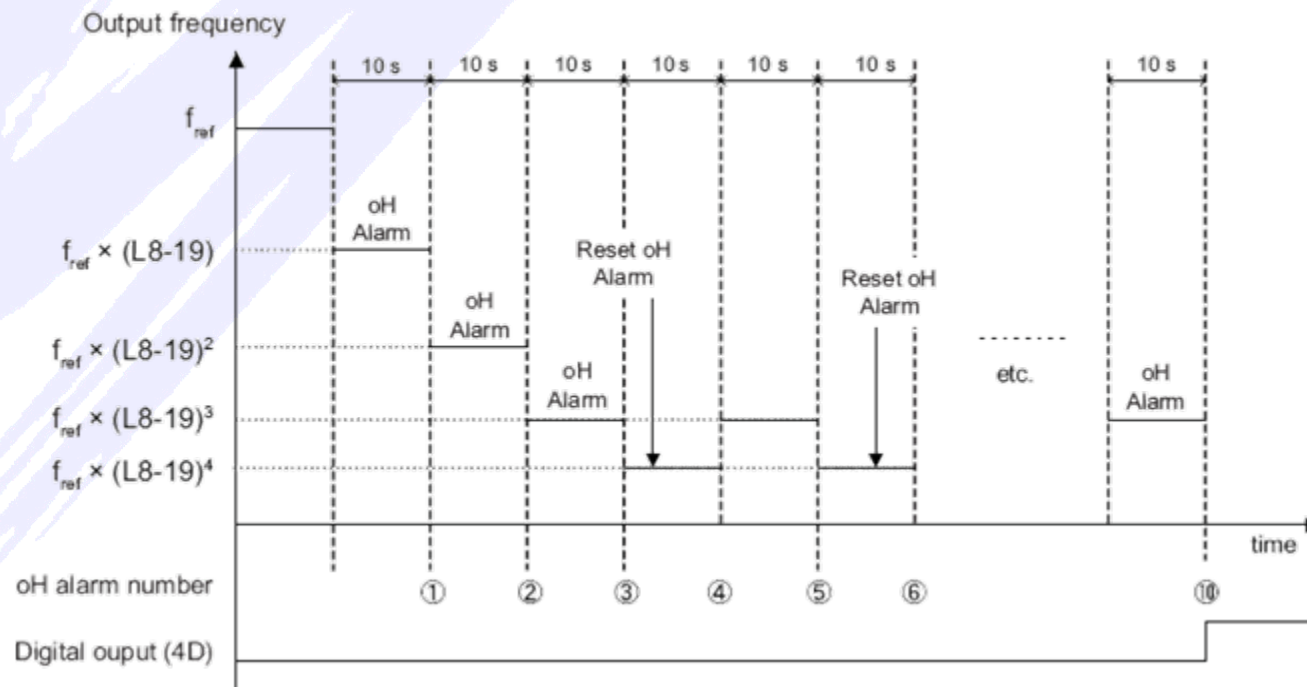 Output frequency
10 s 10 s 10 s 10 s 10 s 10 s 10 s
fref
oH
Alarm
fref × (L8-19)
Reset oH
Alarm
Reset oH
Alarm
oH
Alarm
fref × (L8-19)²
etc.
oH
Alarm
oH
Alarm
fref × (L8-19)³
fref × (L8-19)⁴
time
oH alarm number ① ② ③ ④ ⑤ ⑥ ⑩
Digital ouput (4D)